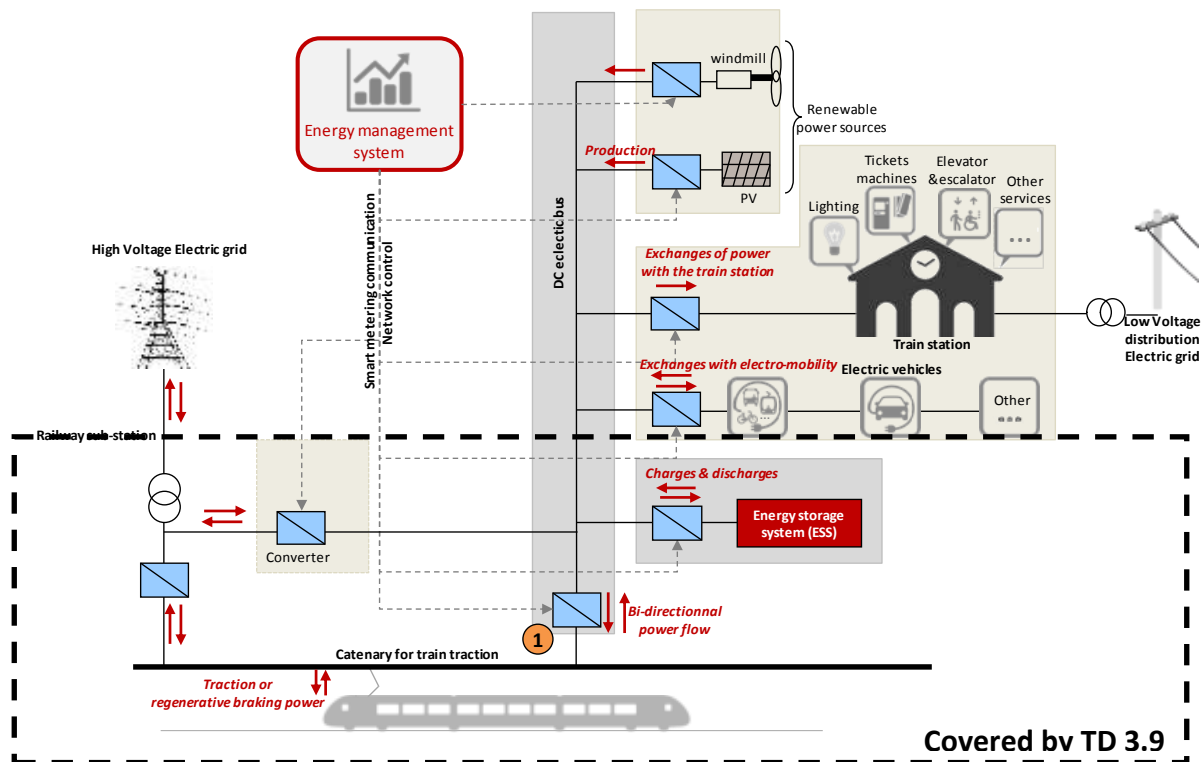 windmill
Renewable
power sources
Energy management
system
Production
PV
Tickets
machines
Elevator
&escalator
Other
services
Lighting
High Voltage Electric grid
Smart metering communication
Network control
DC eclectic bus
Exchanges of power
with the train station
Train station
Low Voltage
distribution
Electric grid
Exchanges with electro-mobility
Electric vehicles
Other
Railway sub-station
Charges & discharges
Energy storage
system (ESS)
Converter
Bi-directionnal
power flow
1
Catenary for train traction
Traction or
regenerative braking power
Covered by TD 3.9